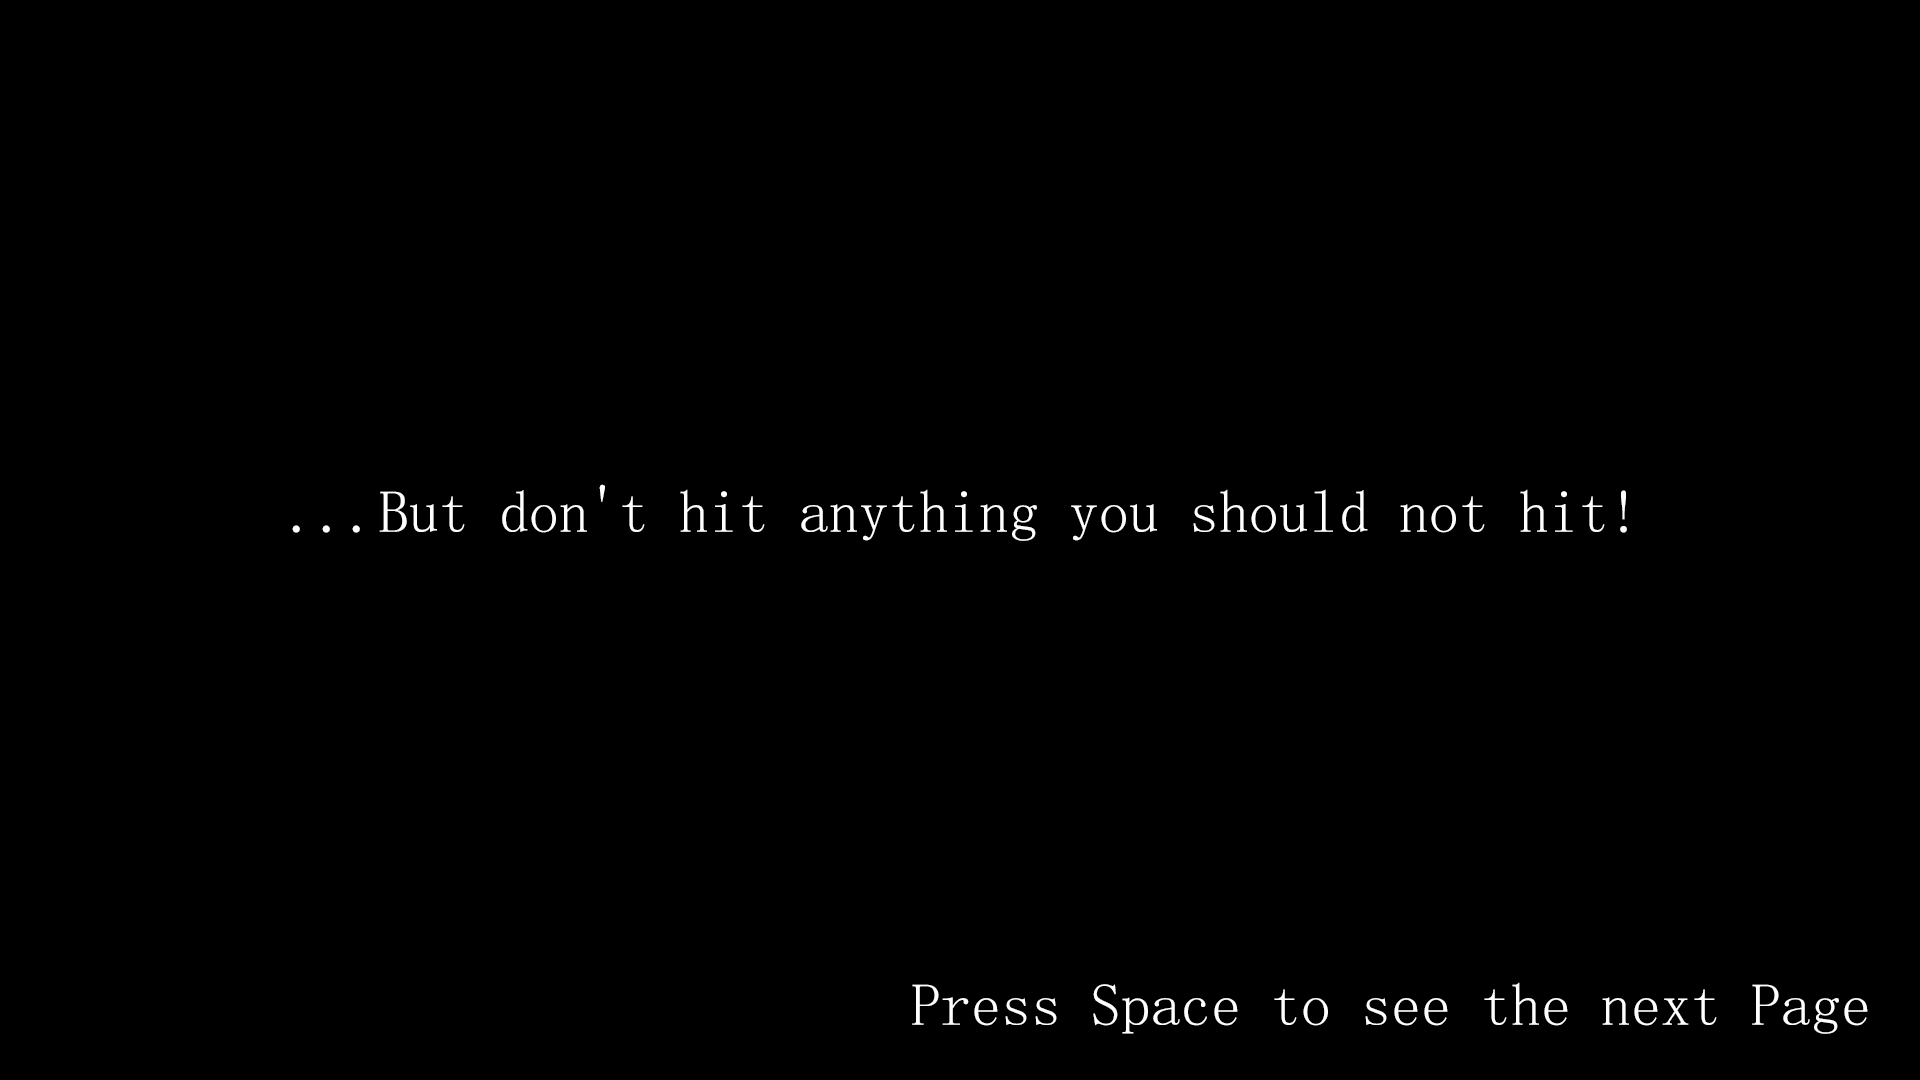 ...But don't hit anything you should not hit!
Press Space to see the next Page